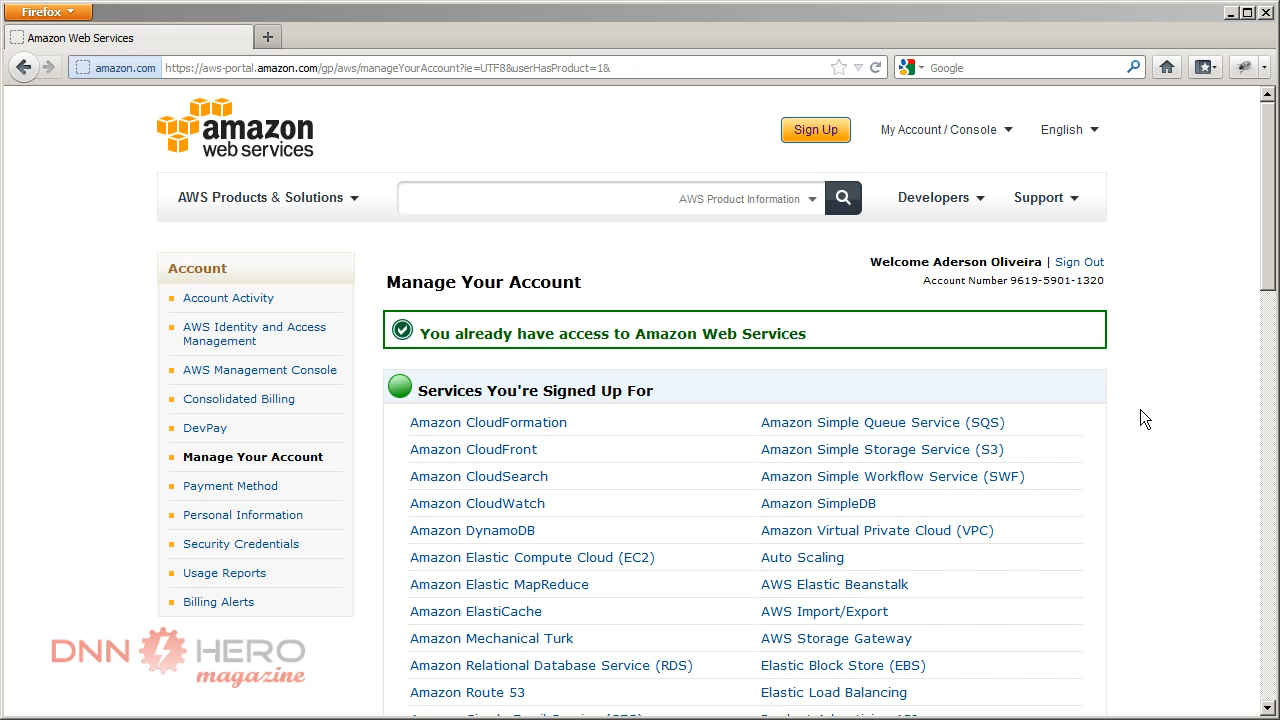 Firefox
Amazon Web Services
amazon.com
https://aws-portal.amazon.com/gp/aws/manageYourAccount?ie=UTF8&userHasProduct=1&
Google
amazon
web services
Sign Up
My Account / Console
English
AWS Products & Solutions
AWS Product Information
Developers
Support
Account
Account Activity
AWS Identity and Access
Management
AWS Management Console
Consolidated Billing
DevPay
Manage Your Account
Payment Method
Personal Information
Security Credentials
Usage Reports
Billing Alerts
Welcome Aderson Oliveira | Sign Out
Account Number 9619-5901-1320
Manage Your Account
You already have access to Amazon Web Services
Services You're Signed Up For
Amazon CloudFormation
Amazon CloudFront
Amazon CloudSearch
Amazon CloudWatch
Amazon DynamoDB
Amazon Elastic Compute Cloud (EC2)
Amazon Elastic MapReduce
Amazon ElastiCache
Amazon Mechanical Turk
Amazon Relational Database Service (RDS)
Amazon Route 53
Amazon Simple Queue Service (SQS)
Amazon Simple Storage Service (S3)
Amazon Simple Workflow Service (SWF)
Amazon SimpleDB
Amazon Virtual Private Cloud (VPC)
Auto Scaling
AWS Elastic Beanstalk
AWS Import/Export
AWS Storage Gateway
Elastic Block Store (EBS)
Elastic Load Balancing
DNN HERO
magazine